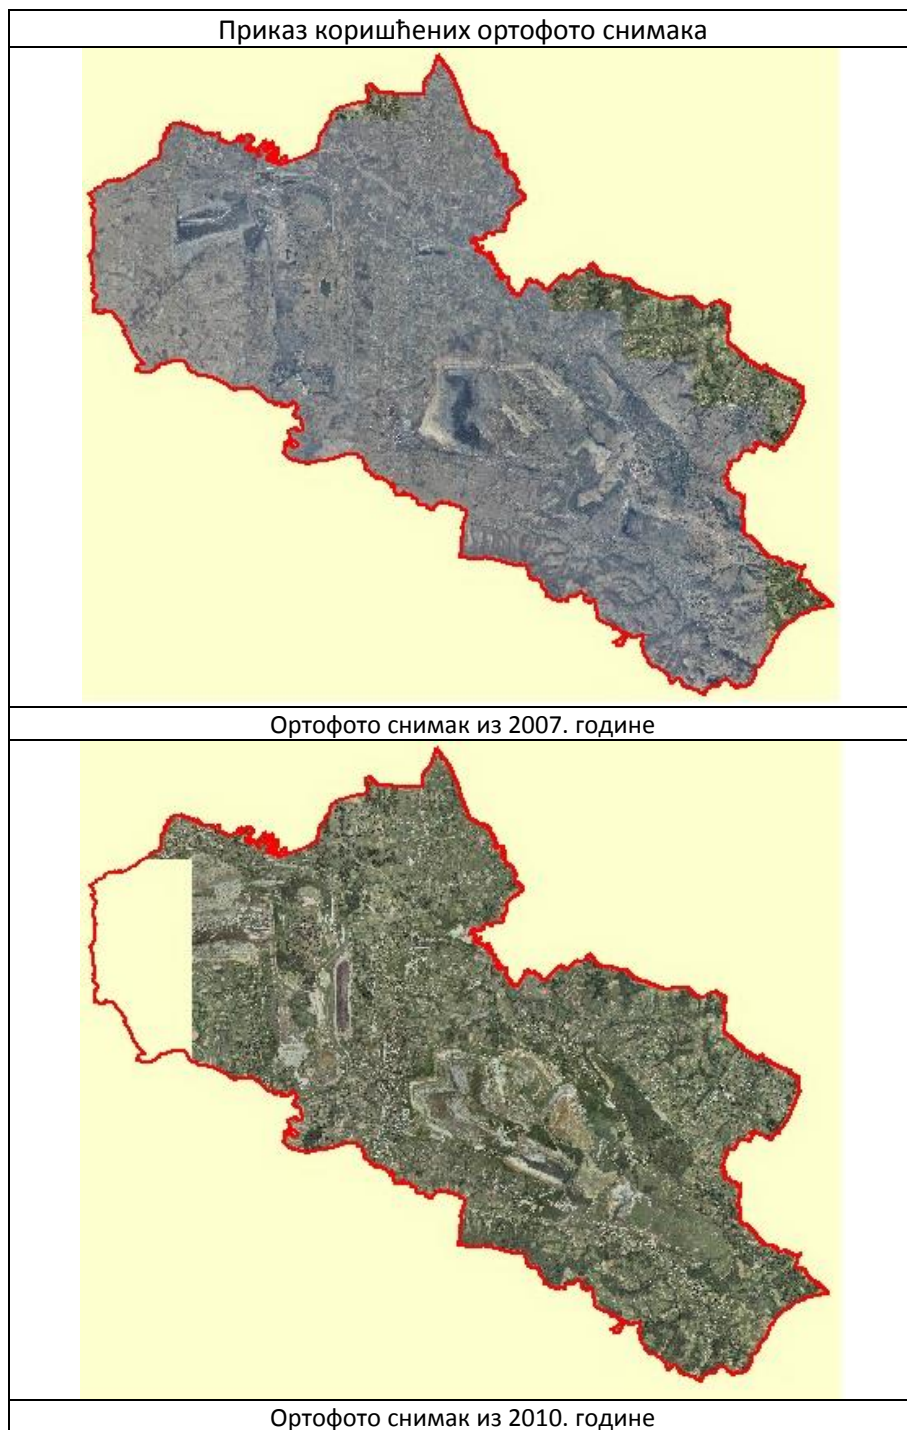 Приказ коришћених ортофото снимака
Ортофото снимак из 2007. године
Ортофото снимак из 2010. године